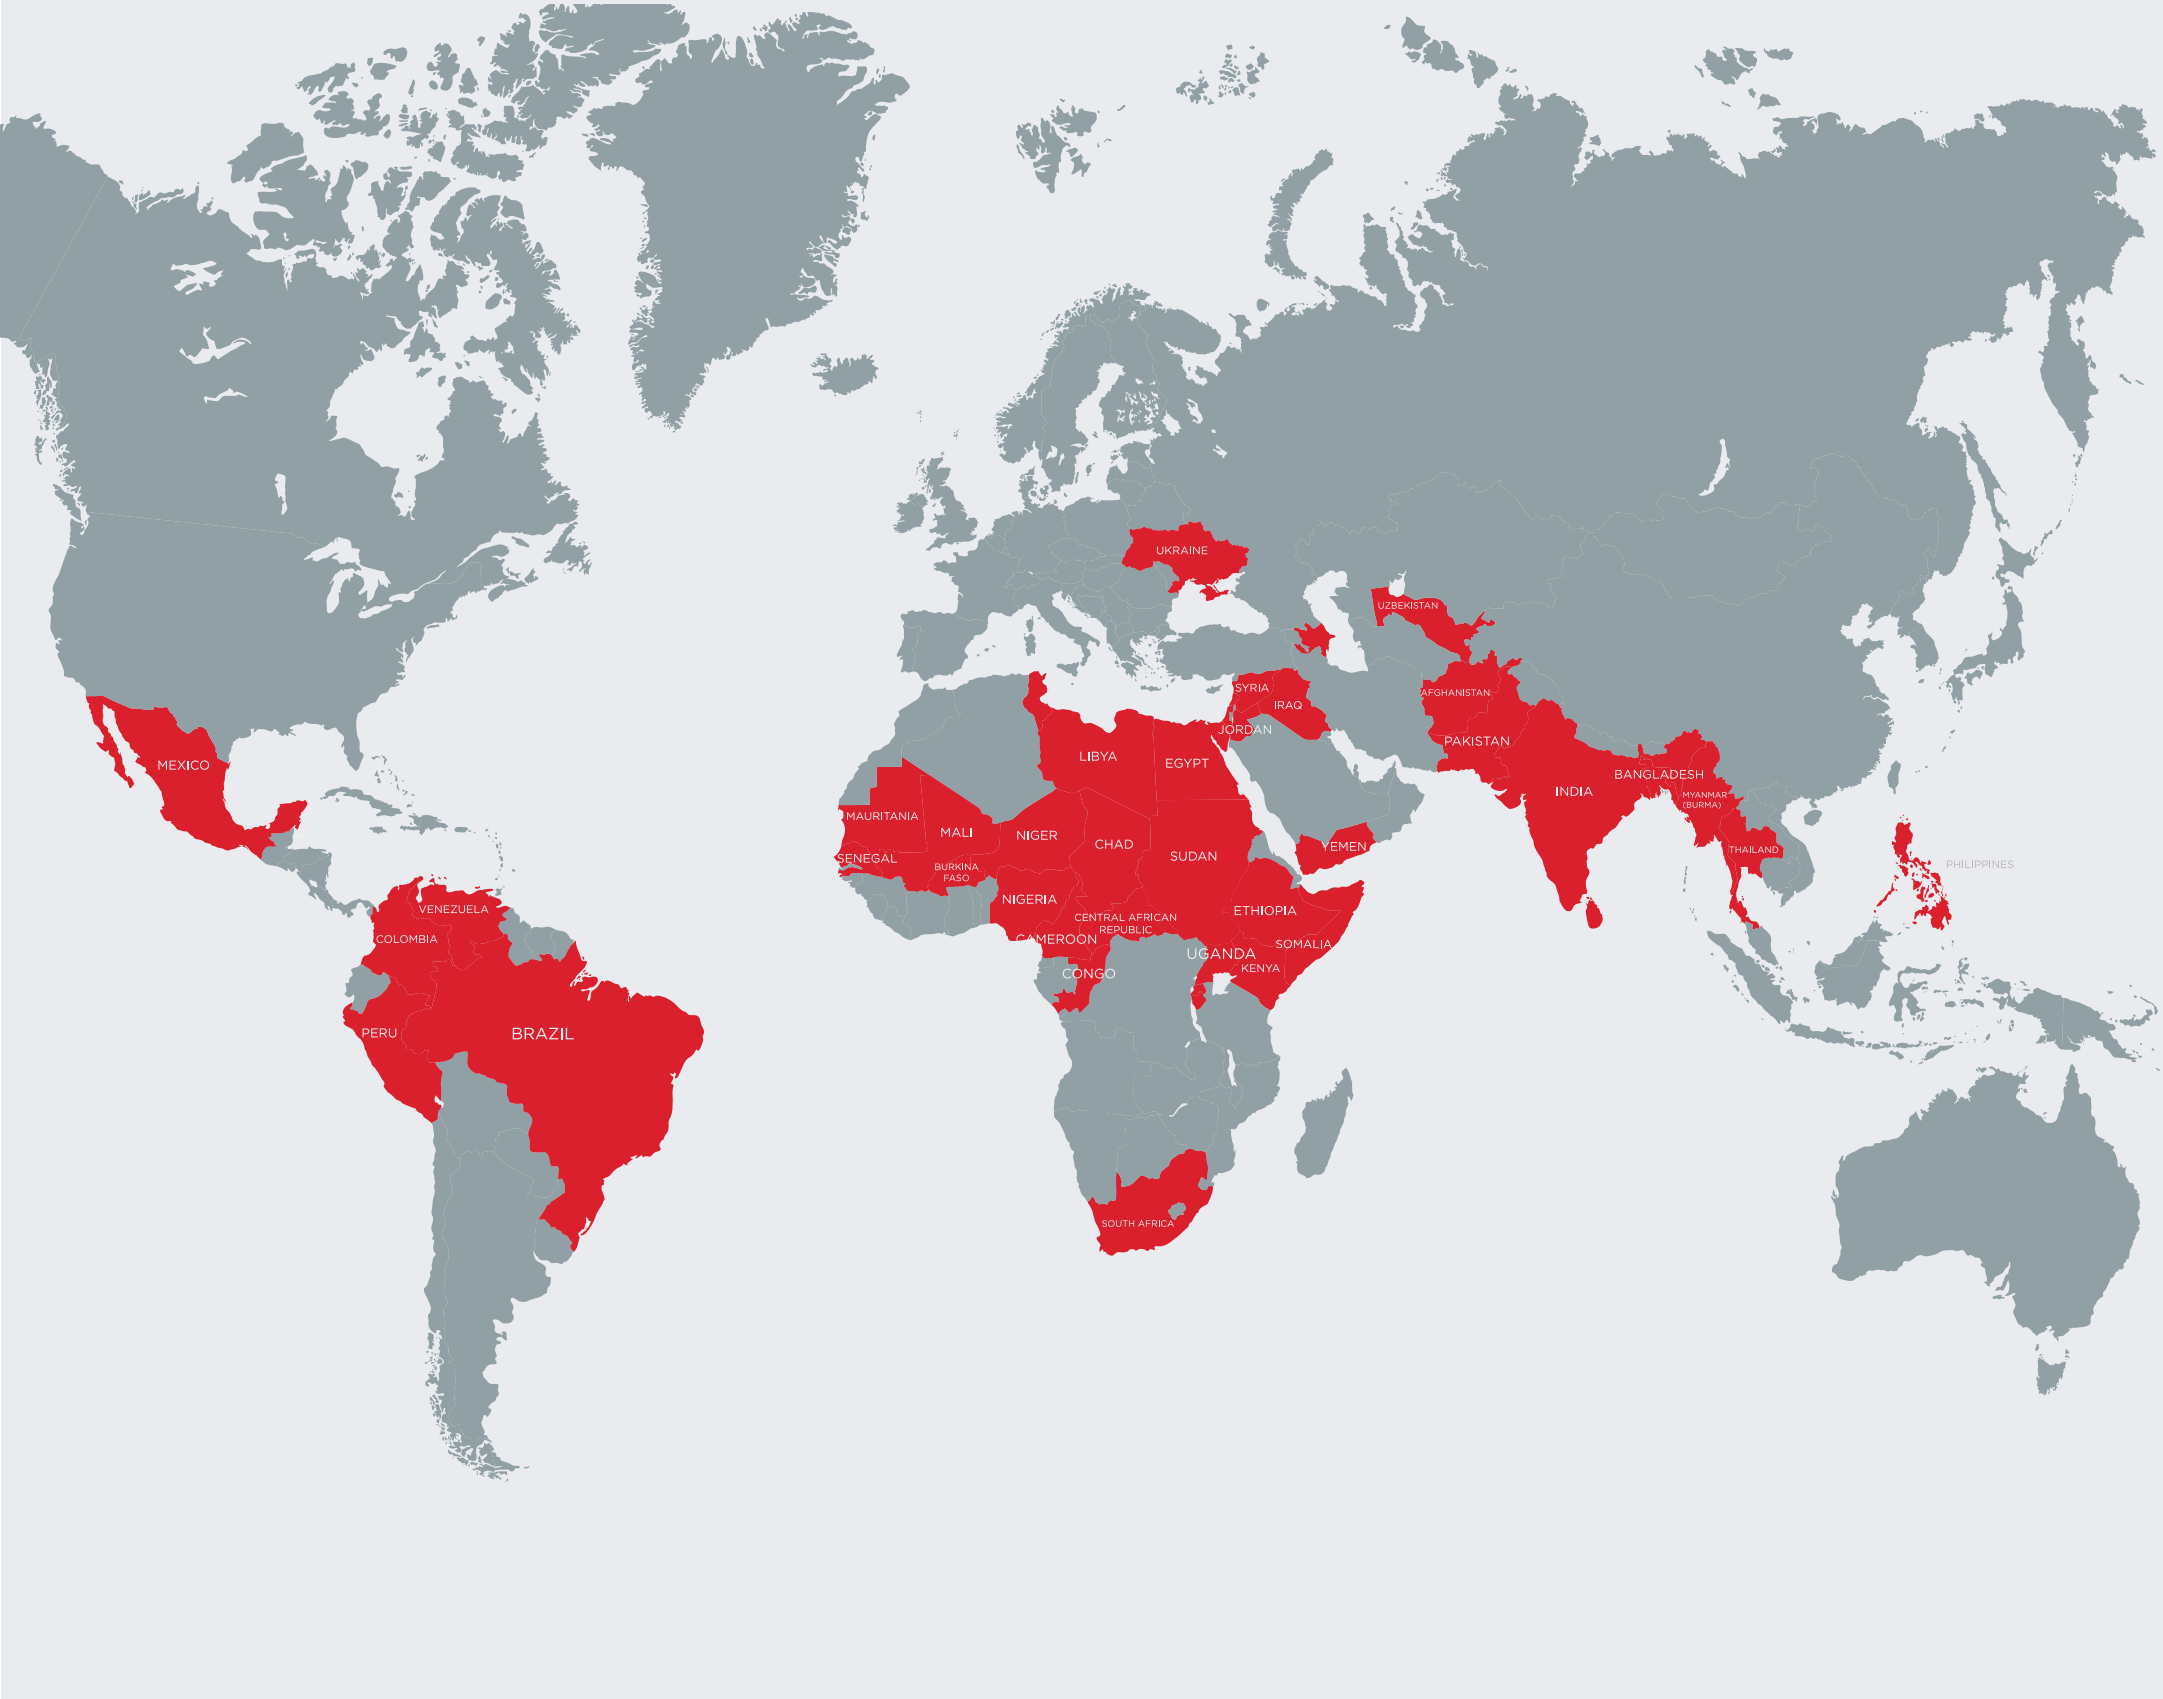 UKRAINE
UZBEKISTAN
SYRIA
AFGHANISTAN
IRAQ
JORDAN
PAKISTAN
LIBYA
EGYPT
MEXICO
BANGLADESH
INDIA
MYANMAR
(BURMA)
MAURITANIA
MALI
NIGER
CHAD
SUDAN
YEMEN
THAILAND
SENEGAL
PHILIPPINES
BURKINA
FASO
NIGERIA
VENEZUELA
ETHIOPIA
CENTRAL AFRICAN
REPUBLIC
COLOMBIA
CAMEROON
SOMALIA
UGANDA
KENYA
CONGO
PERU
BRAZIL
SOUTH AFRICA